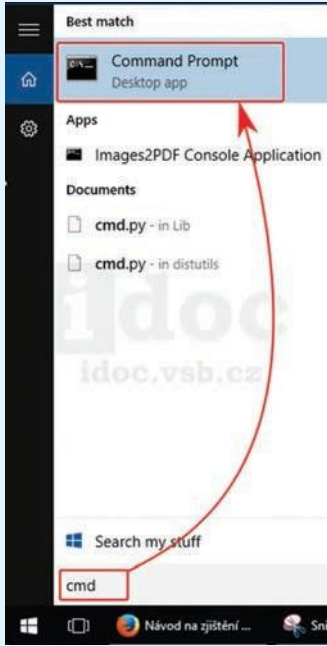 Best match
Command Prompt
Desktop app
Apps
Images2PDF Console Application
Documents
cmd.py - in Lib
cmd.py - in distutils
idoc
idoc.vsb.cz
Search my stuff
cmd
Návod na zjištění ...
Sni